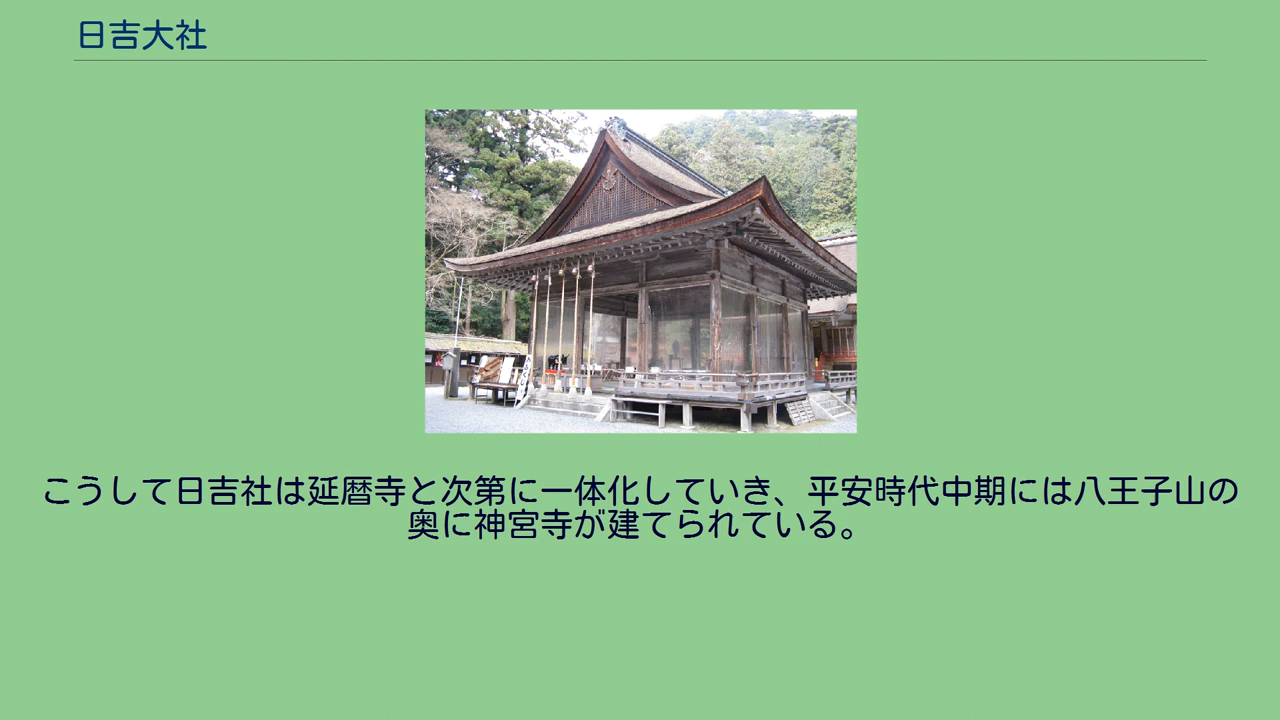 日吉大社
こうして日吉社は延暦寺と次第に一体化していき、平安時代中期には八王子山の
奥に神宮寺が建てられている。